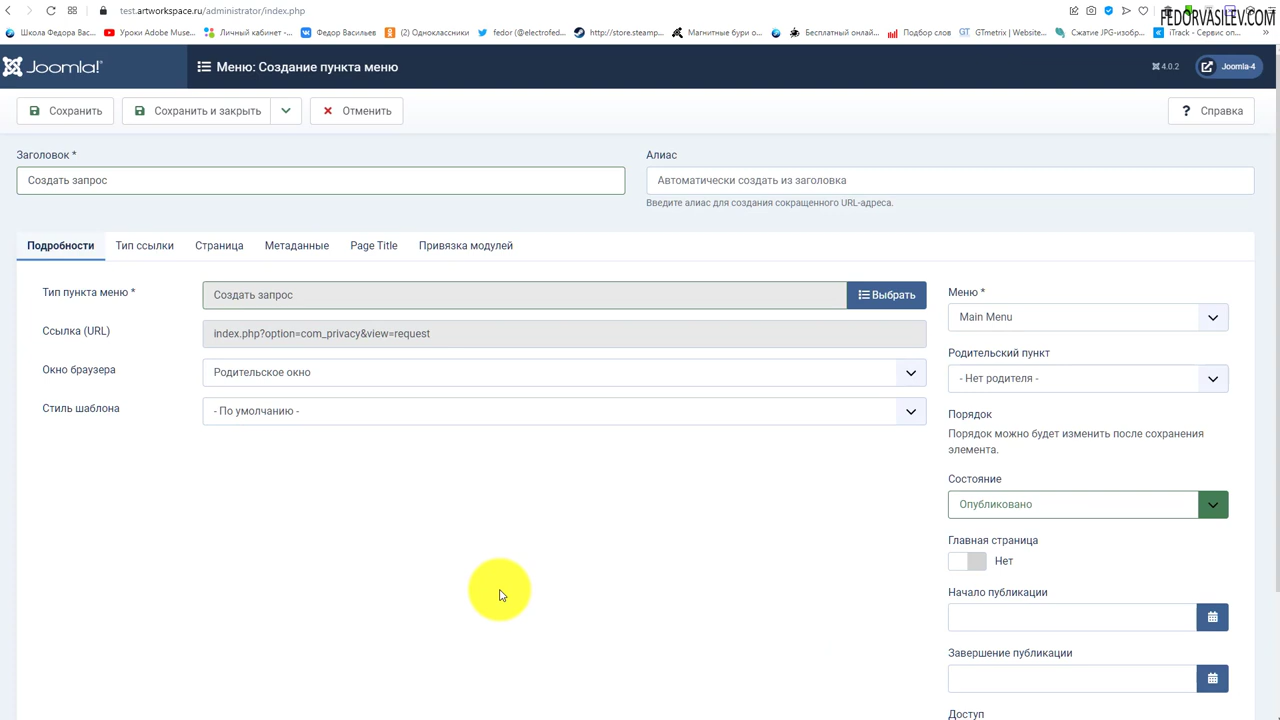 test.artworkspace.ru/administrator/index.php
FEDORVASILEV.COM
Школа Федора Вас...
Уроки Adobe Muse...
Личный кабинет -...
Федор Васильев
(2) Одноклассники
fedor (@electrofed...
http://store.steamp...
Магнитные бури о...
Бесплатный онлай...
Подбор слов
GTmetrix | Website...
Сжатие JPG-изобр...
iTrack - Сервис оп...
Joomla!
Меню: Создание пункта меню
4.0.2
Joomla-4
Сохранить
Сохранить и закрыть
Отменить
Справка
Заголовок *
Алиас
Создать запрос
Автоматически создать из заголовка
Введите алиас для создания сокращенного URL-адреса.
Подробности
Тип ссылки
Страница
Метаданные
Page Title
Привязка модулей
Тип пункта меню *
Создать запрос
Выбрать
Ссылка (URL)
index.php?option=com_privacy&view=request
Окно браузера
Родительское окно
Стиль шаблона
- По умолчанию -
Меню *
Main Menu
Родительский пункт
- Нет родителя -
Порядок
Порядок можно будет изменить после сохранения
элемента.
Состояние
Опубликовано
Главная страница
Нет
Начало публикации
Завершение публикации
Доступ